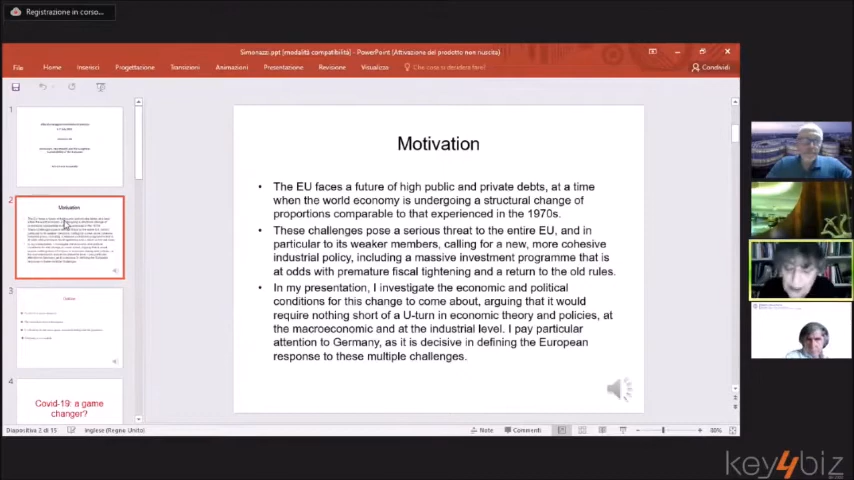 Registrazione in corso...
Simonazzi.ppt [modalità compatibilità] - PowerPoint (Attivazione del prodotto non riuscita)
File Home Inserisci Progettazione Transizioni Animazioni Presentazione Revisione Visualizza Che cosa si desidera fare? Condividi
1
2
Motivation
3
4
Covid-19: a game
changer?
Motivation
• The EU faces a future of high public and private debts, at a time
when the world economy is undergoing a structural change of
proportions comparable to that experienced in the 1970s.
• These challenges pose a serious threat to the entire EU, and in
particular to its weaker members, calling for a new, more cohesive
industrial policy, including a massive investment programme that is
at odds with premature fiscal tightening and a return to the old rules.
• In my presentation, I investigate the economic and political
conditions for this change to come about, arguing that it would
require nothing short of a U-turn in economic theory and policies, at
the macroeconomic and at the industrial level. I pay particular
attention to Germany, as it is decisive in defining the European
response to these multiple challenges.
Diapositiva 2 di 15 Inglese (Regno Unito) Note Commenti 80%
key4biz